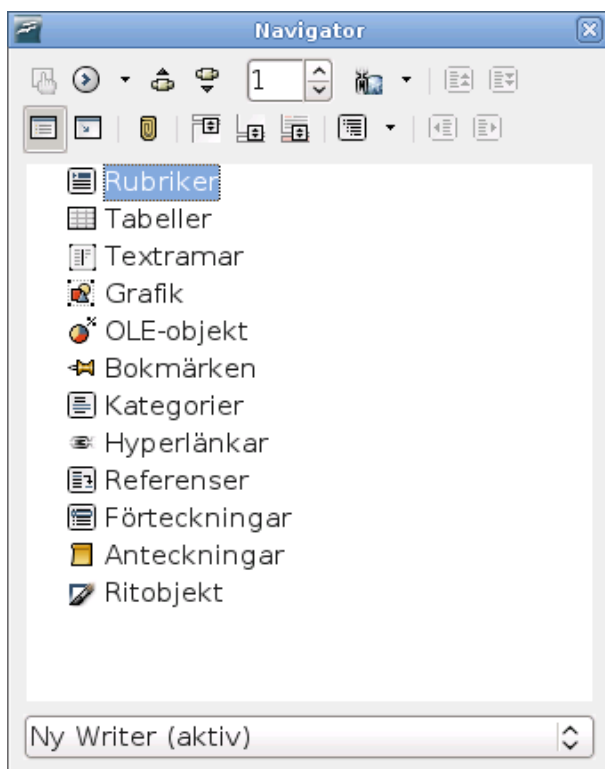 Navigator
1
Rubriker
Tabeller
Textramar
Grafik
OLE-objekt
Bokmärken
Kategorier
Hyperlänkar
Referenser
Förteckningar
Anteckningar
Ritobjekt
Ny Writer (aktiv)